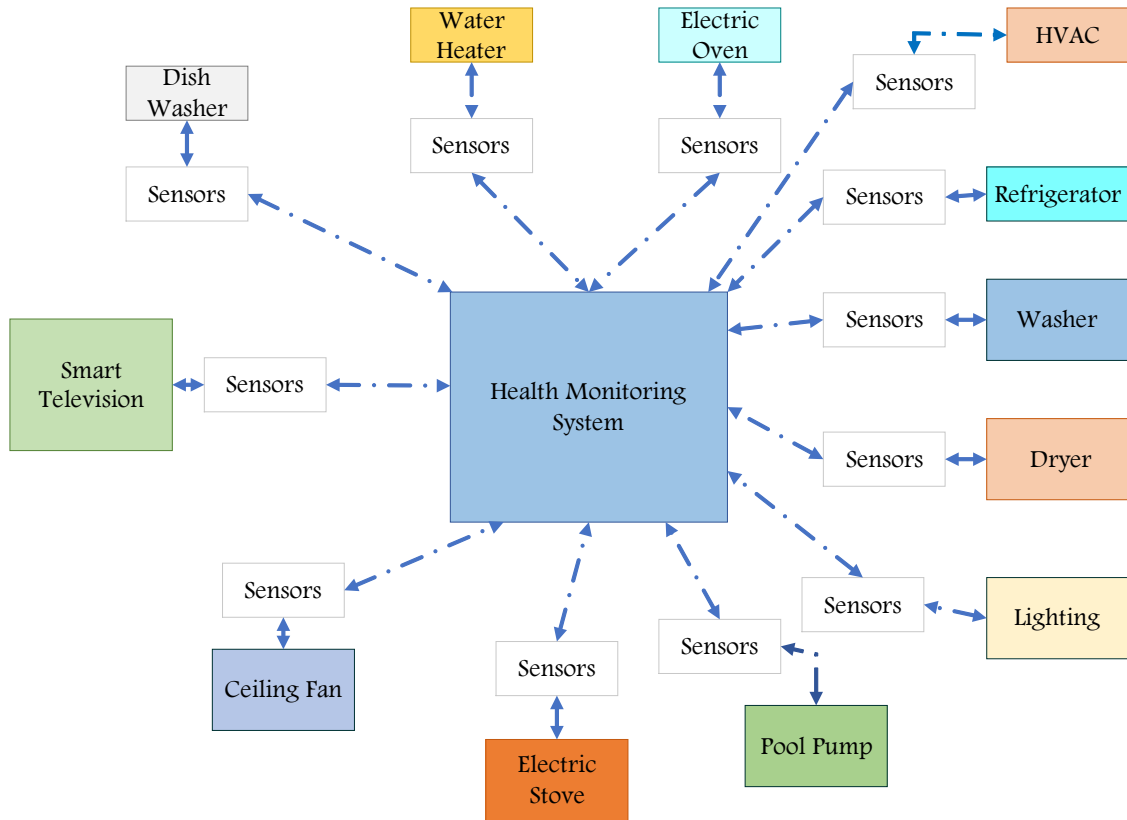 Water
Heater
Electric
Oven
HVAC
Sensors
Dish
Washer
Sensors
Sensors
Sensors
Sensors
Refrigerator
Sensors
Washer
Smart
Television
Sensors
Health Monitoring
System
Sensors
Dryer
Sensors
Sensors
Lighting
Sensors
Sensors
Ceiling Fan
Pool Pump
Electric
Stove